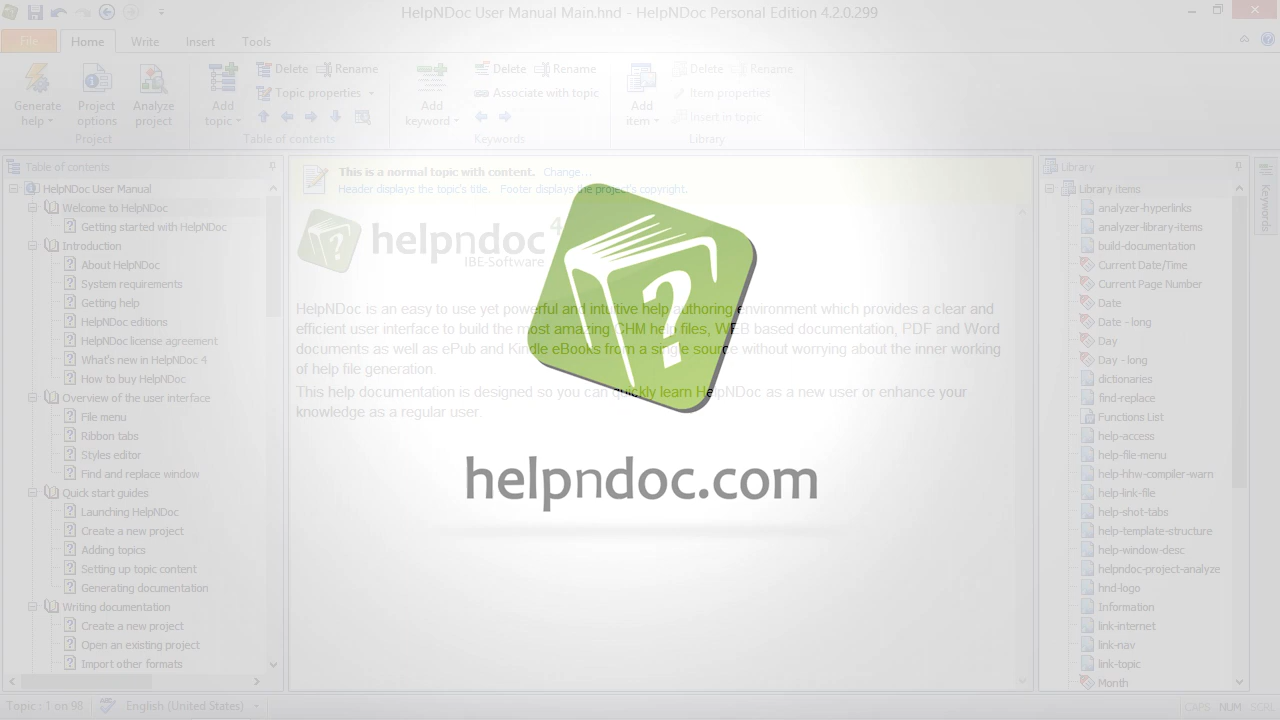 HelpNDoc User Manual Main.hnd - HelpNDoc Personal Edition 4.2.0.299
File Home Write Insert Tools
Generate help
Project options
Analyze project
Project
Add topic
Delete Rename
Topic properties
Table of contents
Add keyword
Delete Rename
Associate with topic
Keywords
Add item
Delete Rename
Item properties
Insert in topic
Library
Table of contents
HelpNDoc User Manual
Welcome to HelpNDoc
Getting started with HelpNDoc
Introduction
About HelpNDoc
System requirements
Getting help
HelpNDoc editions
HelpNDoc license agreement
What's new in HelpNDoc 4
How to buy HelpNDoc
Overview of the user interface
File menu
Ribbon tabs
Styles editor
Find and replace window
Quick start guides
Launching HelpNDoc
Create a new project
Adding topics
Setting up topic content
Generating documentation
Writing documentation
Create a new project
Open an existing project
Import other formats
This is a normal topic with content. Change...
Header displays the topic's title. Footer displays the project's copyright.
helpndoc 4
IBE Software
HelpNDoc is an easy to use yet powerful and intuitive help authoring environment which provides a clear and
efficient user interface to build the most amazing CHM help files, WEB based documentation, PDF and Word
documents as well as ePub and Kindle eBooks from a single source without worrying about the inner working
of help file generation.
This help documentation is designed so you can quickly learn HelpNDoc as a new user or enhance your
knowledge as a regular user.
?
helpndoc.com
Library
Library items
analyzer-hyperlinks
analyzer-library-items
build-documentation
Current Date/Time
Current Page Number
Date
Date - long
Day
Day - long
dictionaries
find-replace
Functions List
help-access
help-file-menu
help-hhw-compiler-warn
help-link-file
help-shot-tabs
help-template-structure
help-window-desc
helpndoc-project-analyze
hnd-logo
Information
link-internet
link-nav
link-topic
Month
Keywords
Topic : 1 on 98 English (United States) CAPS NUM SCRL